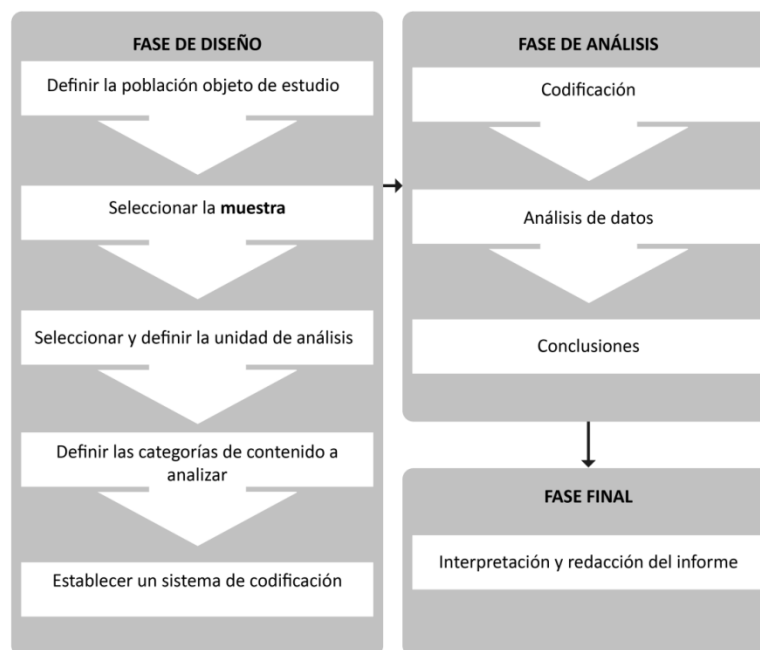 FASE DE DISEÑO
Definir la población objeto de estudio
Seleccionar la muestra
Seleccionar y definir la unidad de análisis
Definir las categorías de contenido a
analizar
Establecer un sistema de codificación
FASE DE ANÁLISIS
Codificación
Análisis de datos
Conclusiones
FASE FINAL
Interpretación y redacción del informe